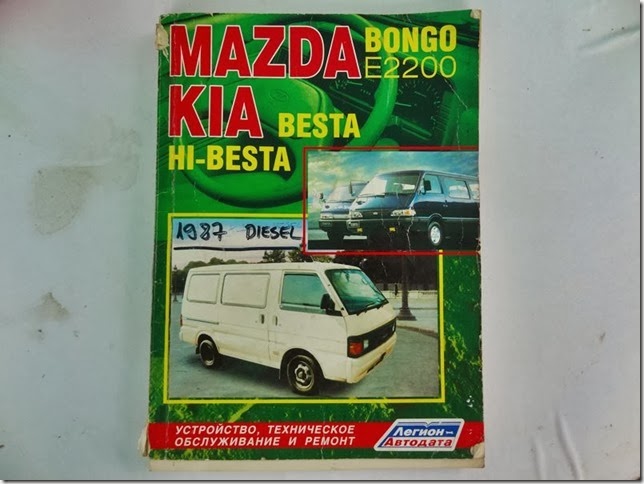 MAZDA BONGO
E2200
KIA BESTA
HI-BESTA
1987 DIESEL
УСТРОЙСТВО, ТЕХНИЧЕСКОЕ
ОБСЛУЖИВАНИЕ И РЕМОНТ
Легион-
Автодата